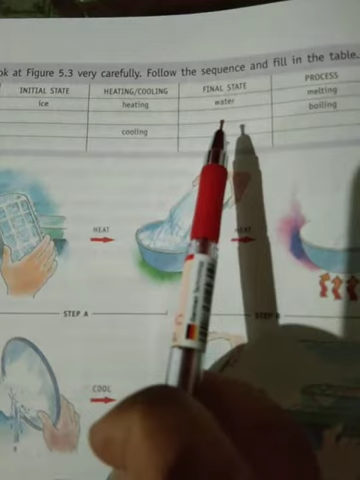 ok at Figure 5.3 very carefully. Follow the sequence and fill in the table.
INITIAL STATE HEATING/COOLING FINAL STATE PROCESS
ice heating water melting
boiling
cooling
HEAT HEAT
STEP A STEP
COOL